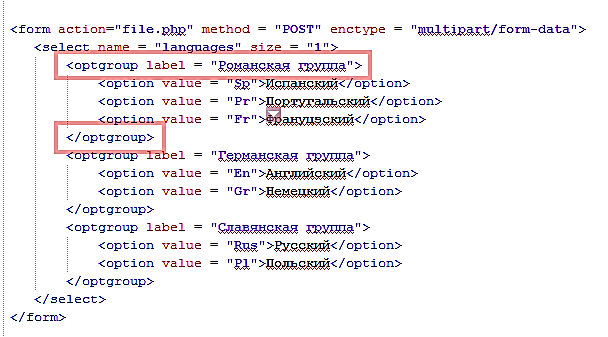 <form action="file.php" method = "POST" enctype = "multipart/form-data">
<select name = "languages" size = "1">
<optgroup label = "Романская группа">
<option value = "Sp">Испанский</option>
<option value = "Pr">Португальский</option>
<option value = "Fr">Француэский</option>
</optgroup>
<optgroup label = "Германская группа">
<option value = "En">Английский</option>
<option value = "Gr">Немецкий</option>
</optgroup>
<optgroup label = "Славянская группа">
<option value = "Rus">Русский</option>
<option value = "Pl">Польский</option>
</optgroup>
</select>
</form>